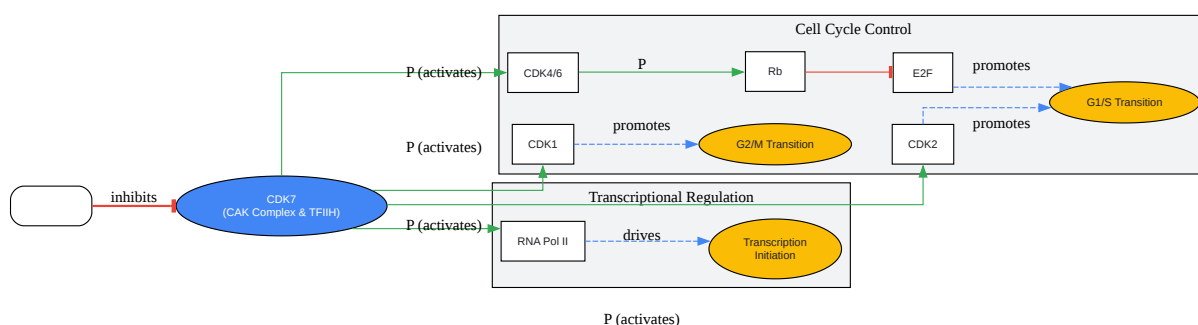 Cell Cycle Control
P (activates)
CDK4/6
P
Rb
E2F
promotes
G1/S Transition
promotes
P (activates)
CDK1
promotes
G2/M Transition
CDK2
inhibits
CDK7
(CAK Complex & TFIIH)
Transcriptional Regulation
P (activates)
RNA Pol II
drives
Transcription
Initiation
P (activates)